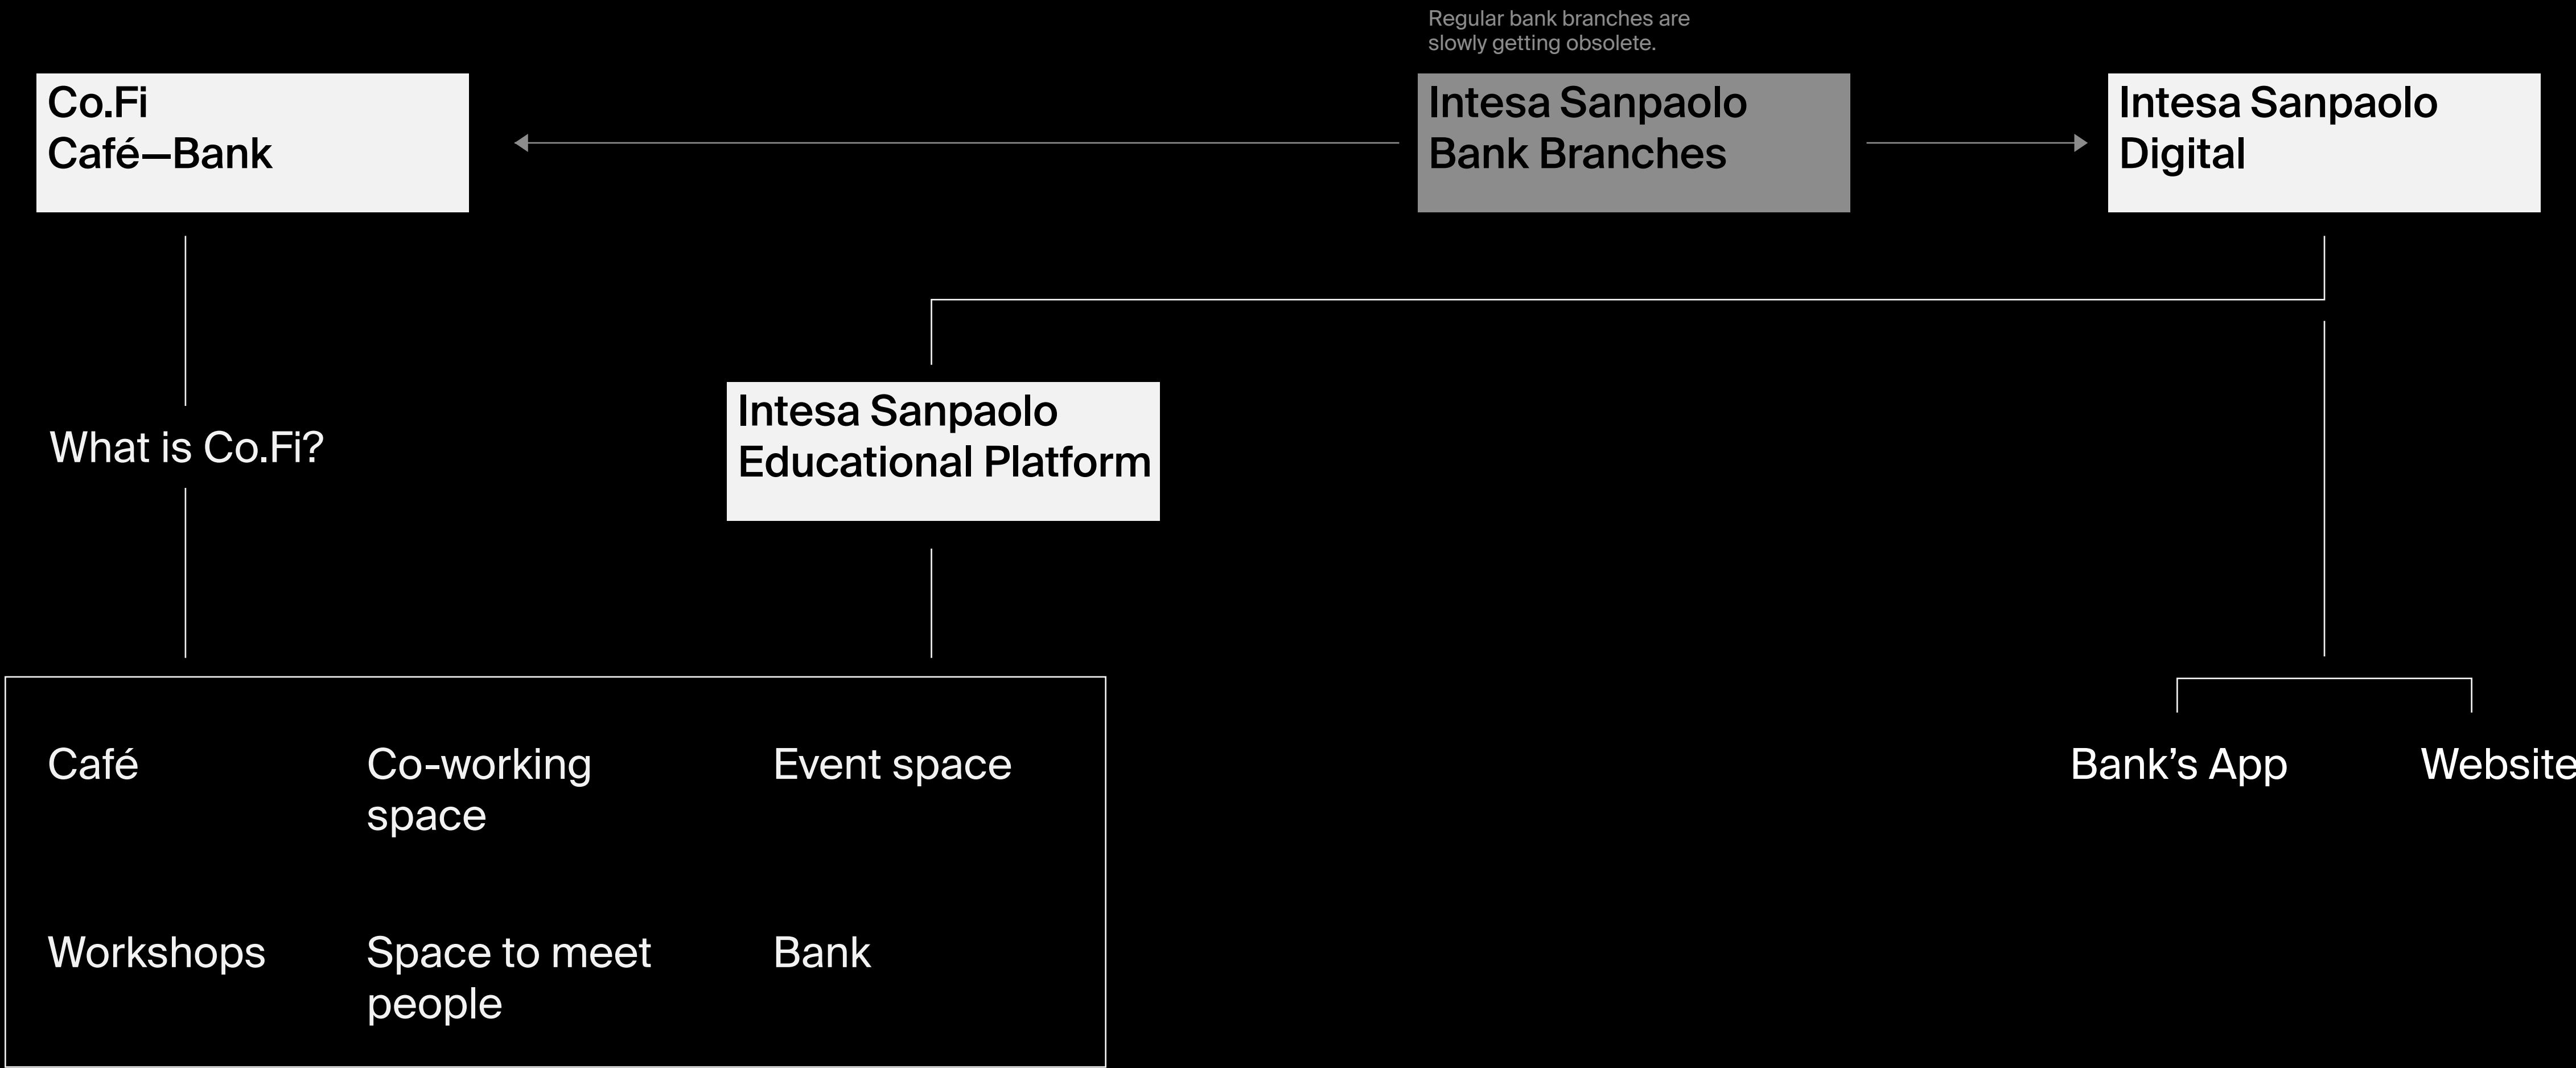 Regular bank branches are
slowly getting obsolete.
Co.Fi
Café—Bank
Intesa Sanpaolo
Bank Branches
Intesa Sanpaolo
Digital
What is Co.Fi?
Intesa Sanpaolo
Educational Platform
Café
Co-working
space
Event space
Bank’s App
Website
Workshops
Space to meet
people
Bank